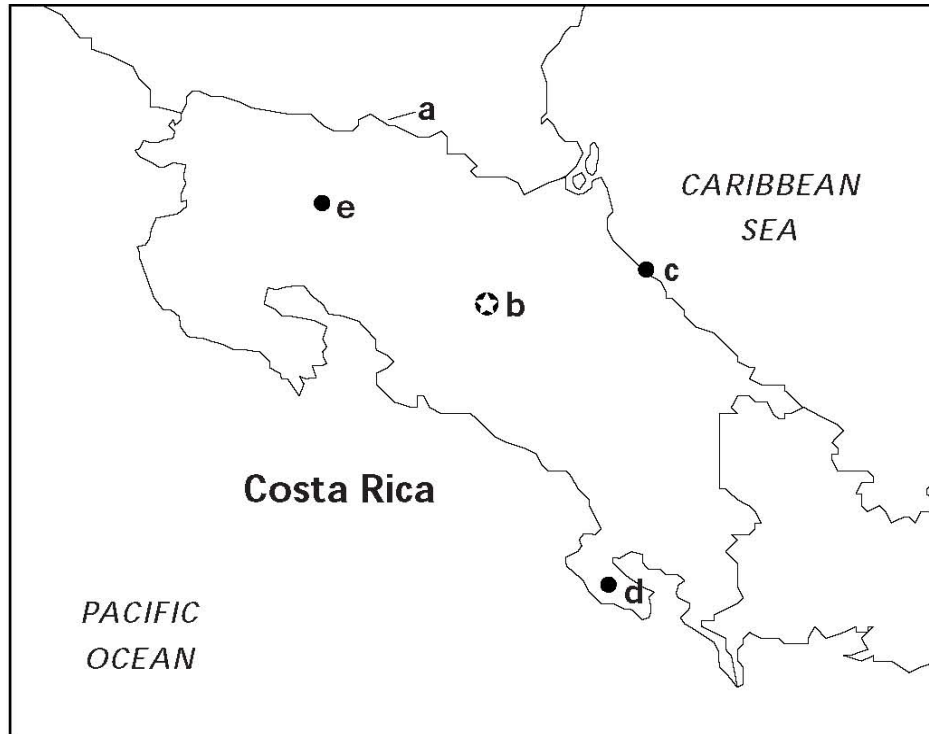 a
CARIBBEAN
SEA
e
c
b
Costa Rica
d
PACIFIC
OCEAN